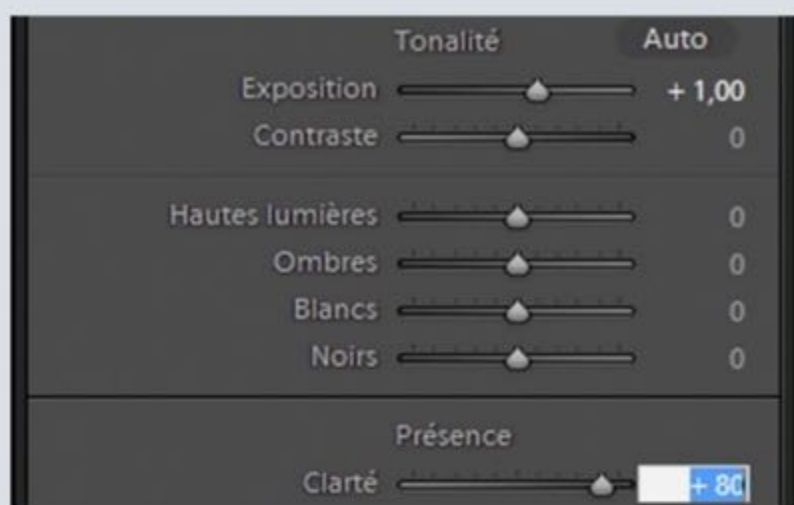 Tonalité Auto
Exposition + 1,00
Contraste 0
Hautes lumières 0
Ombres 0
Blancs 0
Noirs 0
Présence
Clarté + 80